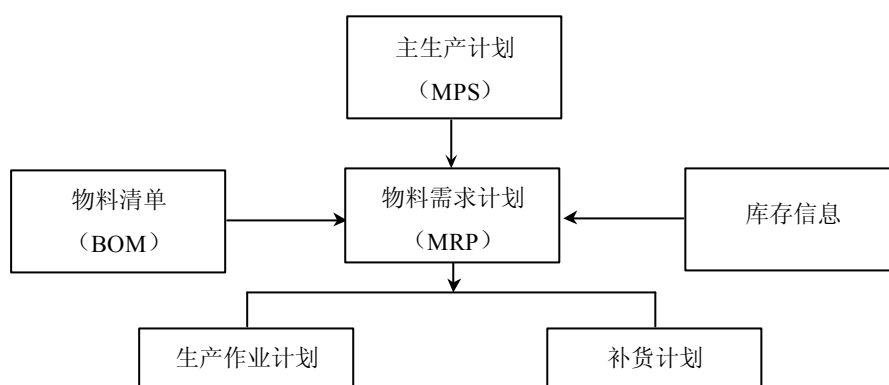 主生产计划
（MPS）
物料清单
（BOM）
物料需求计划
（MRP）
库存信息
生产作业计划
补货计划